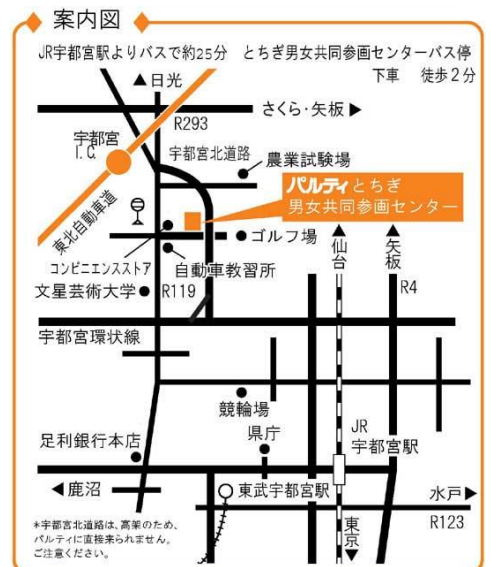 案内図
JR宇都宮駅よりバスで約25分 とちぎ男女共同参画センターバス停
下車 徒歩2分
▲日光
さくら・矢板▶
R293
宇都宮
I.C.
宇都宮北道路
農業試験場
パルティとちぎ
男女共同参画センター
東北自動車道
ゴルフ場
▲仙台
▲矢板
コンビニエンスストア
自動車教習所
文星芸術大学
R119
R4
宇都宮環状線
競輪場
県庁
JR
宇都宮駅
足利銀行本店
◀鹿沼
東武宇都宮駅
水戸▶
R123
東京▼
*宇都宮北道路は、高架のため、
パルティに直接来られません。
ご注意ください。